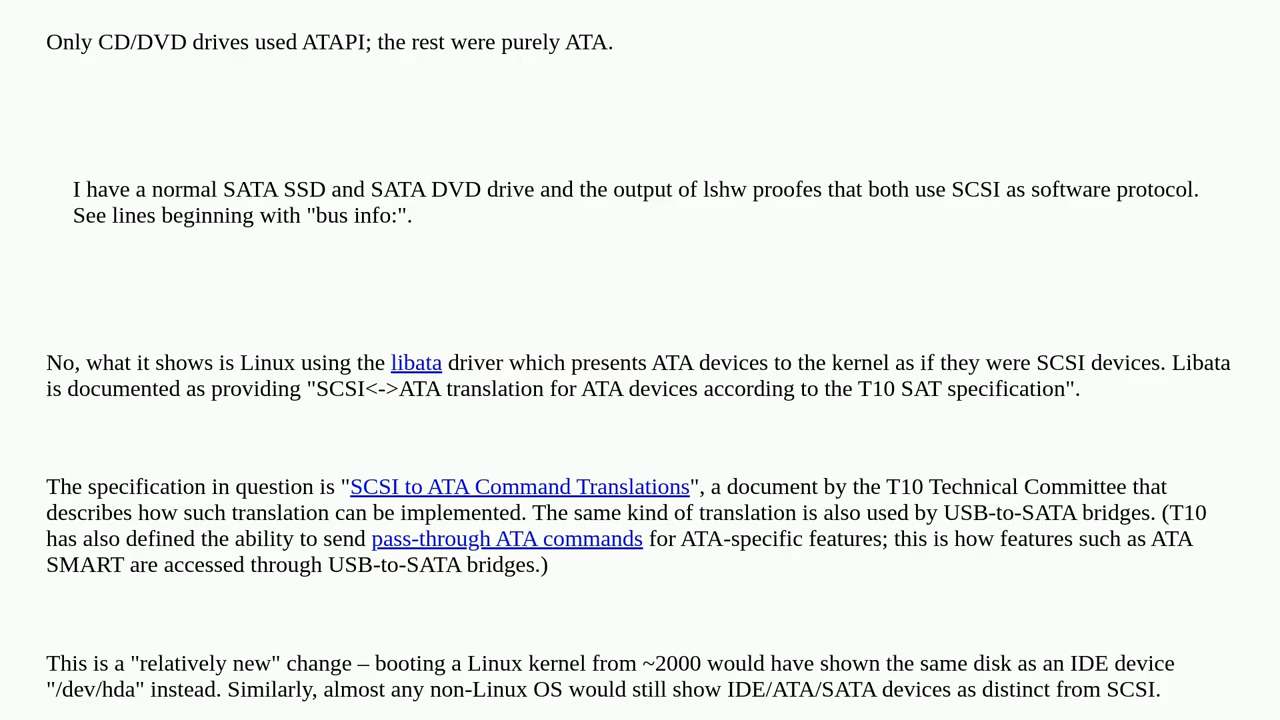 Only CD/DVD drives used ATAPI; the rest were purely ATA.
I have a normal SATA SSD and SATA DVD drive and the output of lshw proofes that both use SCSI as software protocol.
See lines beginning with "bus info:".
No, what it shows is Linux using the libata driver which presents ATA devices to the kernel as if they were SCSI devices. Libata
is documented as providing "SCSI<->ATA translation for ATA devices according to the T10 SAT specification".
The specification in question is "SCSI to ATA Command Translations", a document by the T10 Technical Committee that
describes how such translation can be implemented. The same kind of translation is also used by USB-to-SATA bridges. (T10
has also defined the ability to send pass-through ATA commands for ATA-specific features; this is how features such as ATA
SMART are accessed through USB-to-SATA bridges.)
This is a "relatively new" change – booting a Linux kernel from ~2000 would have shown the same disk as an IDE device
"/dev/hda" instead. Similarly, almost any non-Linux OS would still show IDE/ATA/SATA devices as distinct from SCSI.